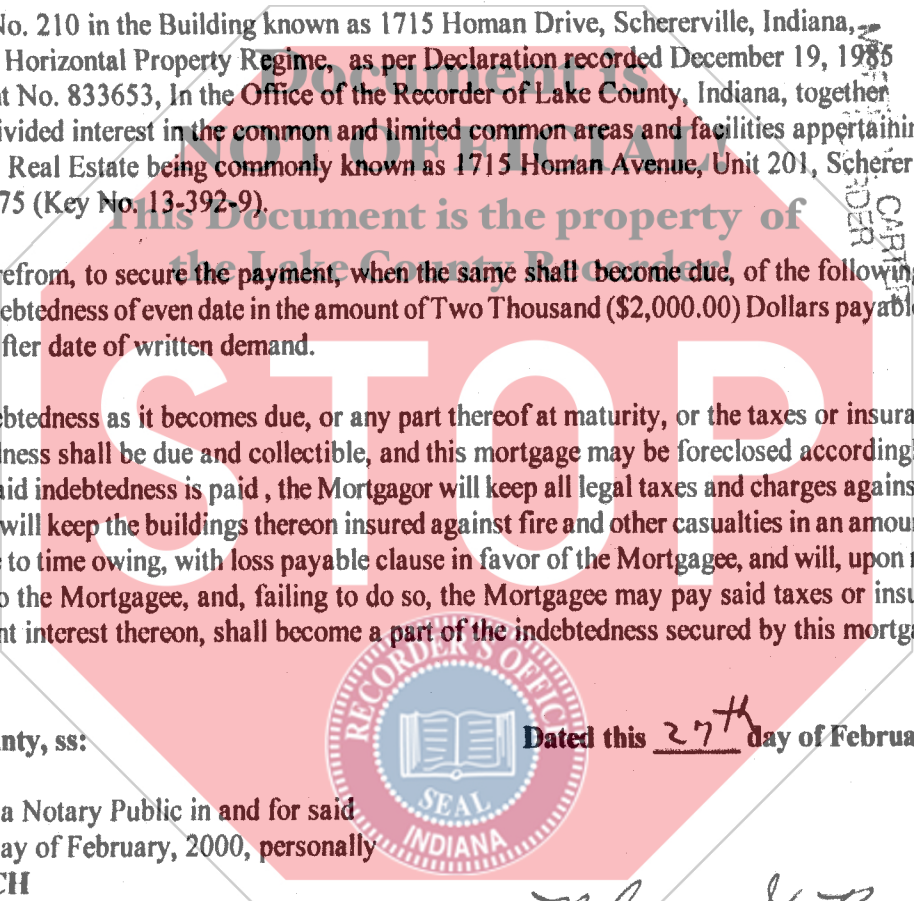 No. 210 in the Building known as 1715 Homan Drive, Schererville, Indiana,
Horizontal Property Regime, as per Declaration recorded December 19, 1985
t No. 833653, In the Office of the Recorder of Lake County, Indiana, together
ivided interest in the common and limited common areas and facilities appertainin
Real Estate being commonly known as 1715 Homan Avenue, Unit 201, Scherer
75 (Key No. 13-392-9).
Document is
NOT OFFICIAL!
This Document is the property of
the Lake County Recorder!
CARTER
refrom, to secure the payment, when the same shall become due, of the following
ebtedness of even date in the amount of Two Thousand ($2,000.00) Dollars payable
fter date of written demand.
STOP
ebtedness as it becomes due, or any part thereof at maturity, or the taxes or insura
dness shall be due and collectible, and this mortgage may be foreclosed according
aid indebtedness is paid , the Mortgagor will keep all legal taxes and charges agains
will keep the buildings thereon insured against fire and other casualties in an amou
e to time owing, with loss payable clause in favor of the Mortgagee, and will, upon
o the Mortgagee, and, failing to do so, the Mortgagee may pay said taxes or insu
nt interest thereon, shall become a part of the indebtedness secured by this mortga
nty, ss:
Dated this 27th day of Februa
RECORDER'S OFFICE
SEAL
INDIANA
a Notary Public in and for said
ay of February, 2000, personally
CH